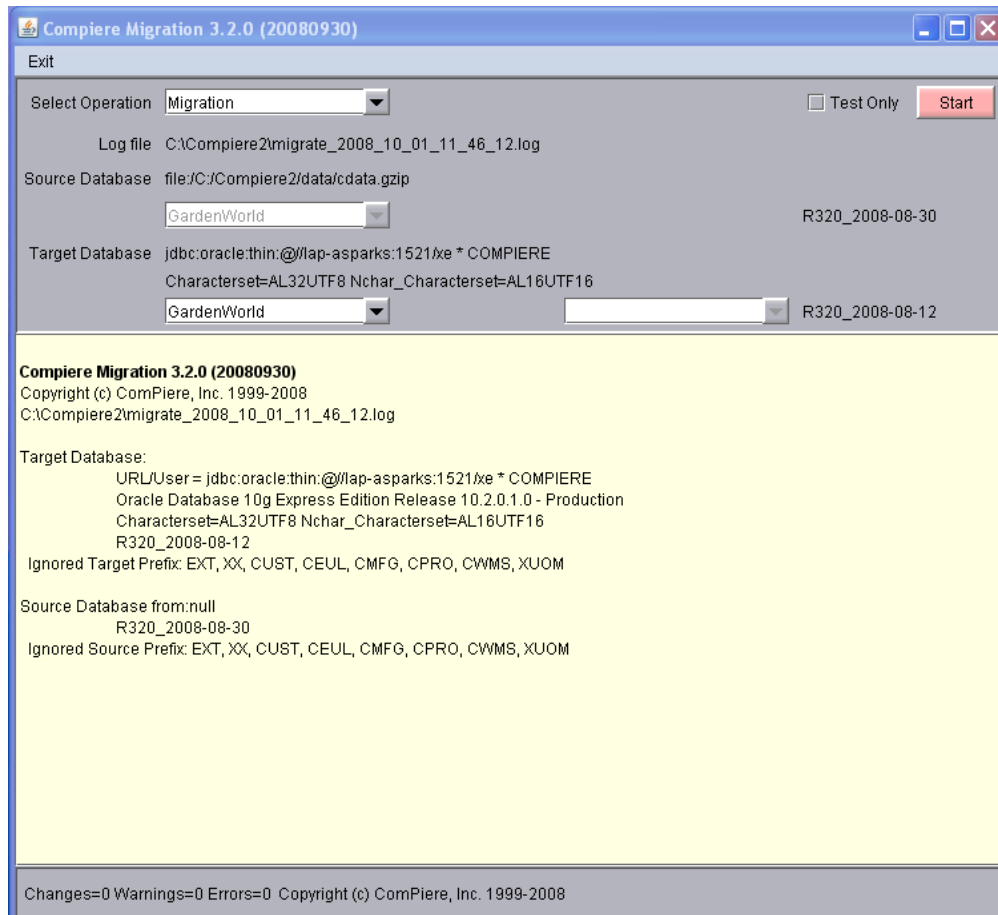 Compiere Migration 3.2.0 (20080930)
Exit
Select Operation Migration Test Only Start
Log file C:\Compiere2\migrate_2008_10_01_11_46_12.log
Source Database file:/C:/Compiere2/data/cdata.gzip
GardenWorld R320_2008-08-30
Target Database jdbc:oracle:thin:@//lap-asparks:1521/xe * COMPIERE
Characterset=AL32UTF8 Nchar_Characterset=AL16UTF16
GardenWorld R320_2008-08-12
Compiere Migration 3.2.0 (20080930)
Copyright (c) ComPiere, Inc. 1999-2008
C:\Compiere2\migrate_2008_10_01_11_46_12.log
Target Database:
URL/User = jdbc:oracle:thin:@//lap-asparks:1521/xe * COMPIERE
Oracle Database 10g Express Edition Release 10.2.0.1.0 - Production
Characterset=AL32UTF8 Nchar_Characterset=AL16UTF16
R320_2008-08-12
Ignored Target Prefix: EXT, XX, CUST, CEUL, CMFG, CPRO, CWMS, XUOM
Source Database from:null
R320_2008-08-30
Ignored Source Prefix: EXT, XX, CUST, CEUL, CMFG, CPRO, CWMS, XUOM
Changes=0 Warnings=0 Errors=0 Copyright (c) ComPiere, Inc. 1999-2008